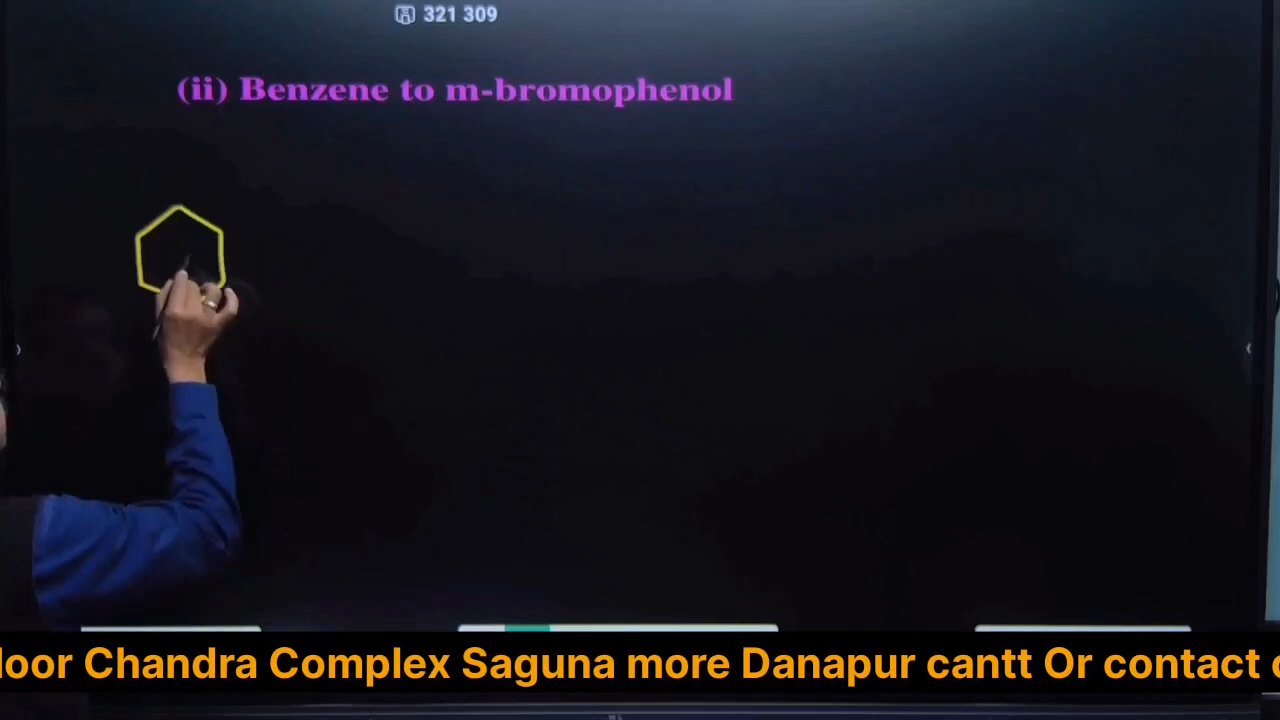 321 309
(ii) Benzene to m-bromophenol
loor Chandra Complex Saguna more Danapur cantt Or contact